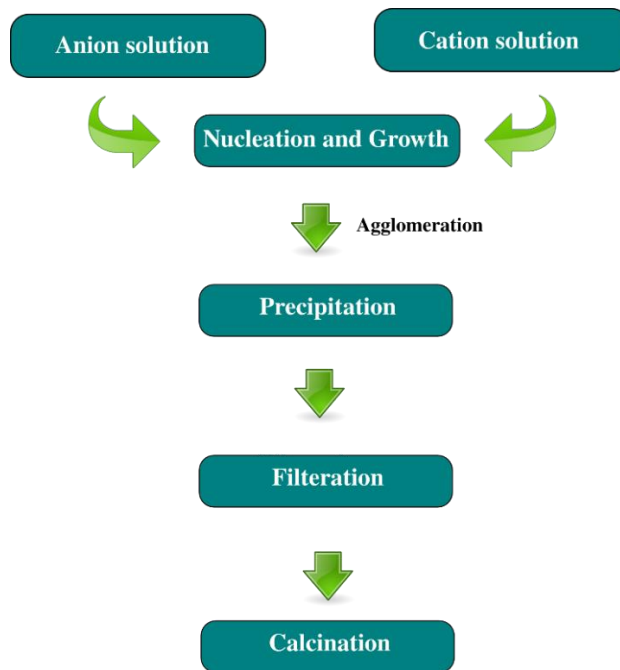 Anion solution
Cation solution
Nucleation and Growth
Agglomeration
Precipitation
Filteration
Calcination